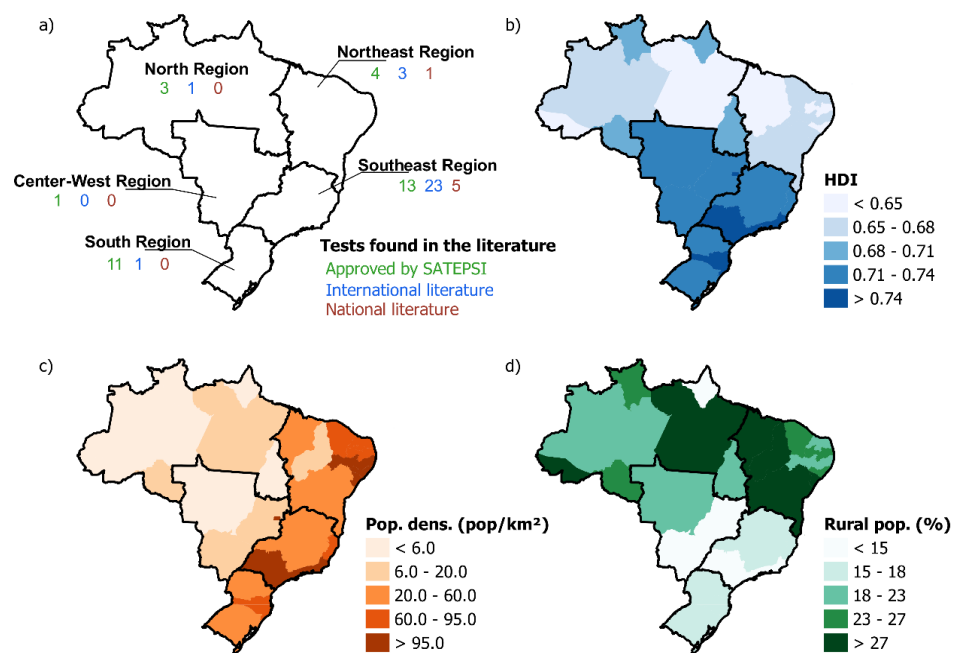 a)
North Region
3 1 0
Northeast Region
4 3 1
Southeast Region
13 23 5
Center-West Region
1 0 0
South Region
11 1 0
Tests found in the literature
Approved by SATEPSI
International literature
National literature
b)
HDI
< 0.65
0.65 - 0.68
0.68 - 0.71
0.71 - 0.74
> 0.74
c)
Pop. dens. (pop/km²)
< 6.0
6.0 - 20.0
20.0 - 60.0
60.0 - 95.0
> 95.0
d)
Rural pop. (%)
< 15
15 - 18
18 - 23
23 - 27
> 27